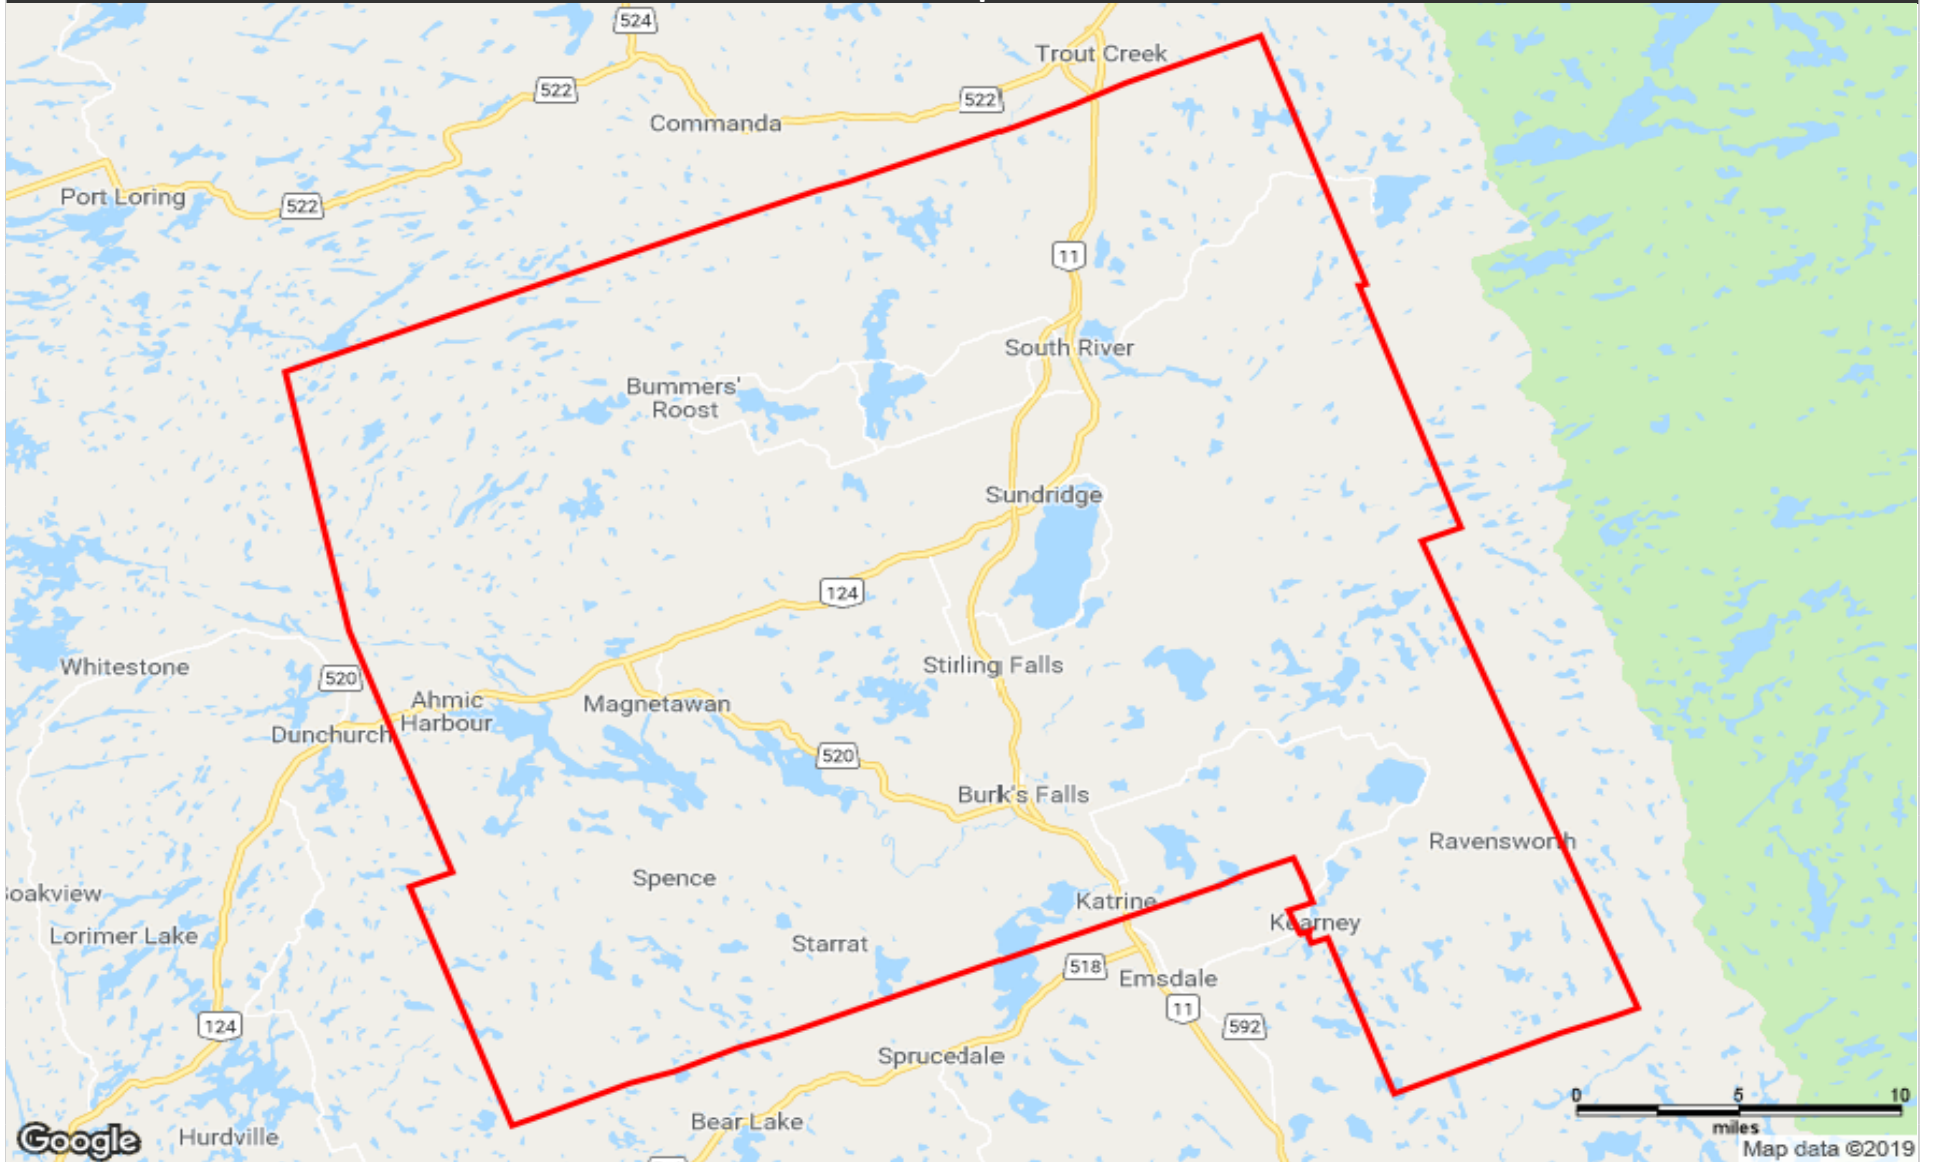 524
Trout Creek
522
522
Commanda
Port Loring
522
11
South River
Bummers'
Roost
Sundridge
124
Whitestone
520
Stirling Falls
Ahmic
Harbour
Magnetawan
Dunchurch
520
Burk's Falls
Ravensworth
Spence
Katrine
Kearney
Lorimer Lake
Starrat
518
Emsdale
11
124
592
Sprucedale
0
5
10
Bear Lake
miles
Google
Hurdville
Map data ©2019